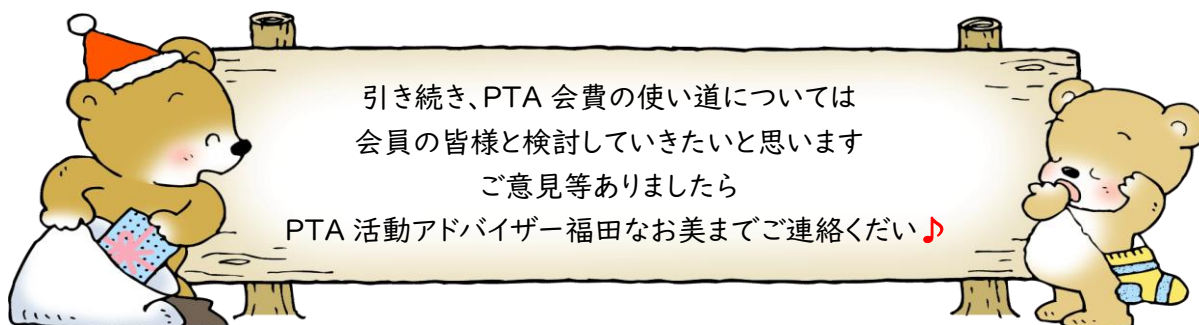 引き続き、PTA 会費の使い道については
会員の皆様と検討していきたいと思います
ご意見等ありましたら
PTA 活動アドバイザー福田なお美までご連絡くだい♪